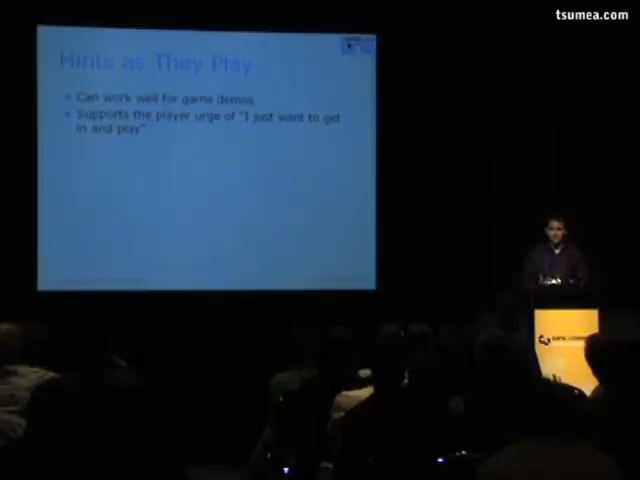 tsumea.com
Hints as They Play
Can work well for game demos
Supports the player urge of "I just want to get
in and play"